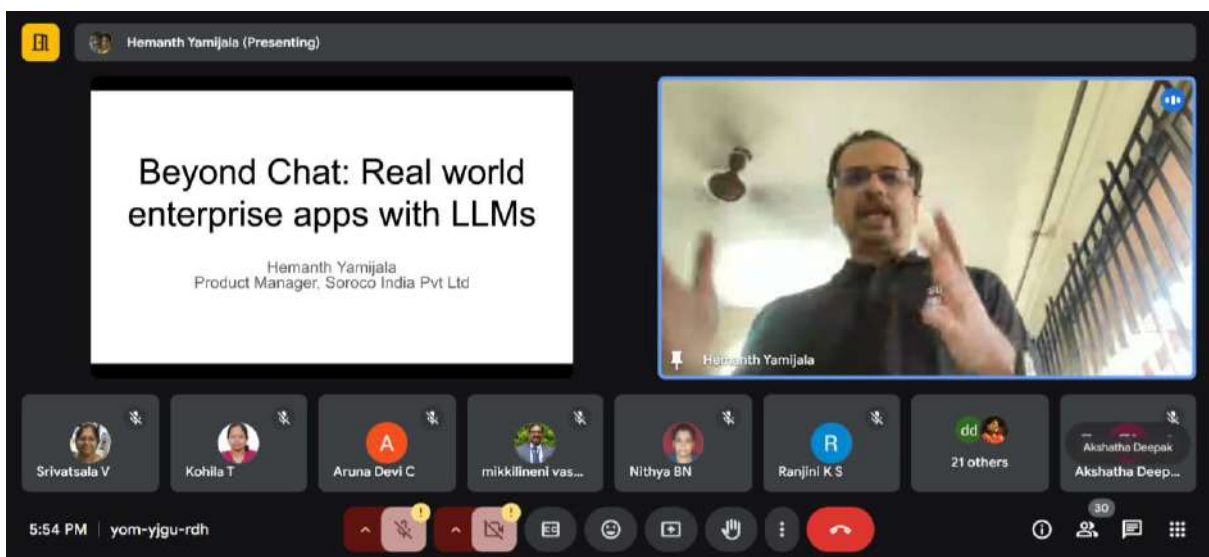 Hemanth Yamijala (Presenting)
Beyond Chat: Real world
enterprise apps with LLMs
Hemanth Yamijala
Product Manager, Soroco India Pvt Ltd
Hemanth Yamijala
Srivatsala V
Kohila T
A
Aruna Devi C
mikkilineni vas...
Nithya BN
R
Ranjini K S
dd
21 others
Akshatha Deepak
Akshatha Deep...
5:54 PM | yom-yjgu-rdh
30